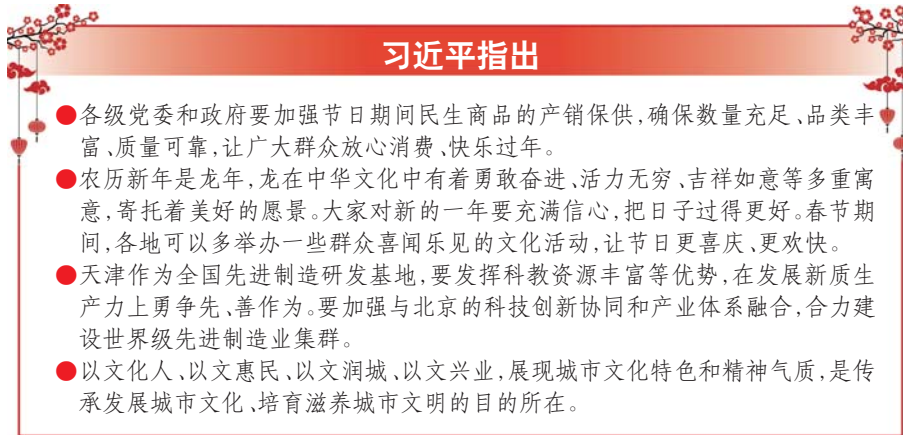 习近平指出
●各级党委和政府要加强节日期间民生商品的产销保供,确保数量充足、品类丰
富、质量可靠,让广大群众放心消费、快乐过年。
●农历新年是龙年,龙在中华文化中有着勇敢奋进、活力无穷、吉祥如意等多重寓
意,寄托着美好的愿景。大家对新的一年要充满信心,把日子过得更好。春节期
间,各地可以多举办一些群众喜闻乐见的文化活动,让节日更喜庆、更欢快。
●天津作为全国先进制造研发基地,要发挥科教资源丰富等优势,在发展新质生
产力上勇争先、善作为。要加强与北京的科技创新协同和产业体系融合,合力建
设世界级先进制造业集群。
●以文化人、以文惠民、以文润城、以文兴业,展现城市文化特色和精神气质,是传
承发展城市文化、培育滋养城市文明的目的所在。